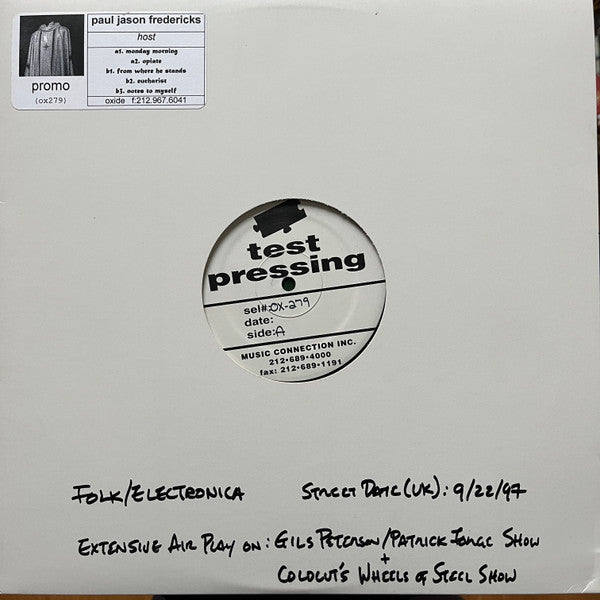 paul jason fredericks
host
a1. monday morning
a2. opiate
b1. from where he stands
b2. eucharist
b3. notes to myself
promo
(ox279)
oxide f:212.967.6041
test
pressing
sel#:OX-279
date:
side:A
MUSIC CONNECTION INC.
212•689•4000
fax: 212•689•1191
FOLK/ELECTRONICA STREET DATE (UK): 9/22/97
EXTENSIVE AIR PLAY ON: GILS PETERSON/PATRICK FORGE SHOW
+
COLDCUT'S WHEELS OF STEEL SHOW